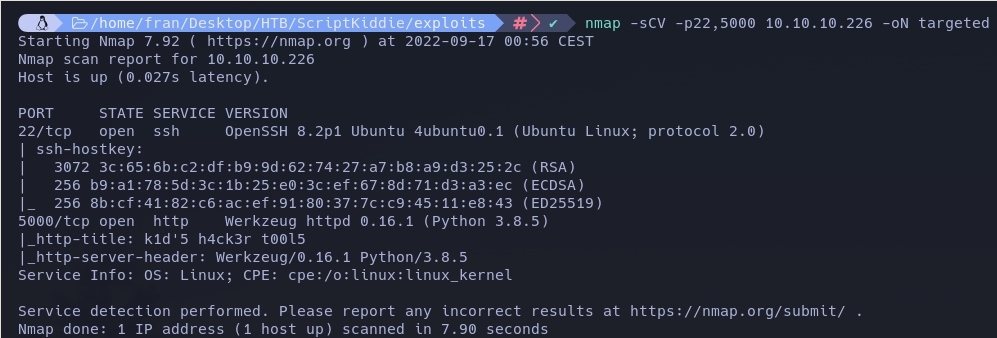 /home/fran/Desktop/HTB/ScriptKiddie/exploits # ✔ nmap -sCV -p22,5000 10.10.10.226 -oN targeted
Starting Nmap 7.92 ( https://nmap.org ) at 2022-09-17 00:56 CEST
Nmap scan report for 10.10.10.226
Host is up (0.027s latency).
PORT     STATE SERVICE VERSION
22/tcp   open  ssh     OpenSSH 8.2p1 Ubuntu 4ubuntu0.1 (Ubuntu Linux; protocol 2.0)
| ssh-hostkey:
|   3072 3c:65:6b:c2:df:b9:9d:62:74:27:a7:b8:a9:d3:25:2c (RSA)
|   256 b9:a1:78:5d:3c:1b:25:e0:3c:ef:67:8d:71:d3:a3:ec (ECDSA)
|_  256 8b:cf:41:82:c6:ac:ef:91:80:37:7c:c9:45:11:e8:43 (ED25519)
5000/tcp open  http    Werkzeug httpd 0.16.1 (Python 3.8.5)
|_http-title: k1d'5 h4ck3r t00l5
|_http-server-header: Werkzeug/0.16.1 Python/3.8.5
Service Info: OS: Linux; CPE: cpe:/o:linux:linux_kernel
Service detection performed. Please report any incorrect results at https://nmap.org/submit/ .
Nmap done: 1 IP address (1 host up) scanned in 7.90 seconds